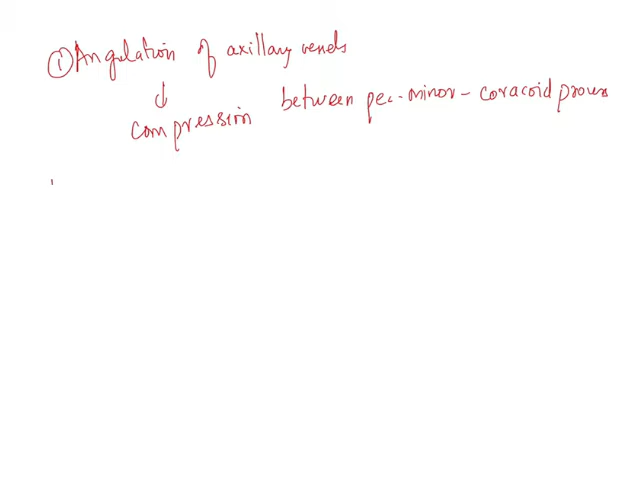 ① Angulation of axillary vessels
↓
compression between pec-minor - coracoid process